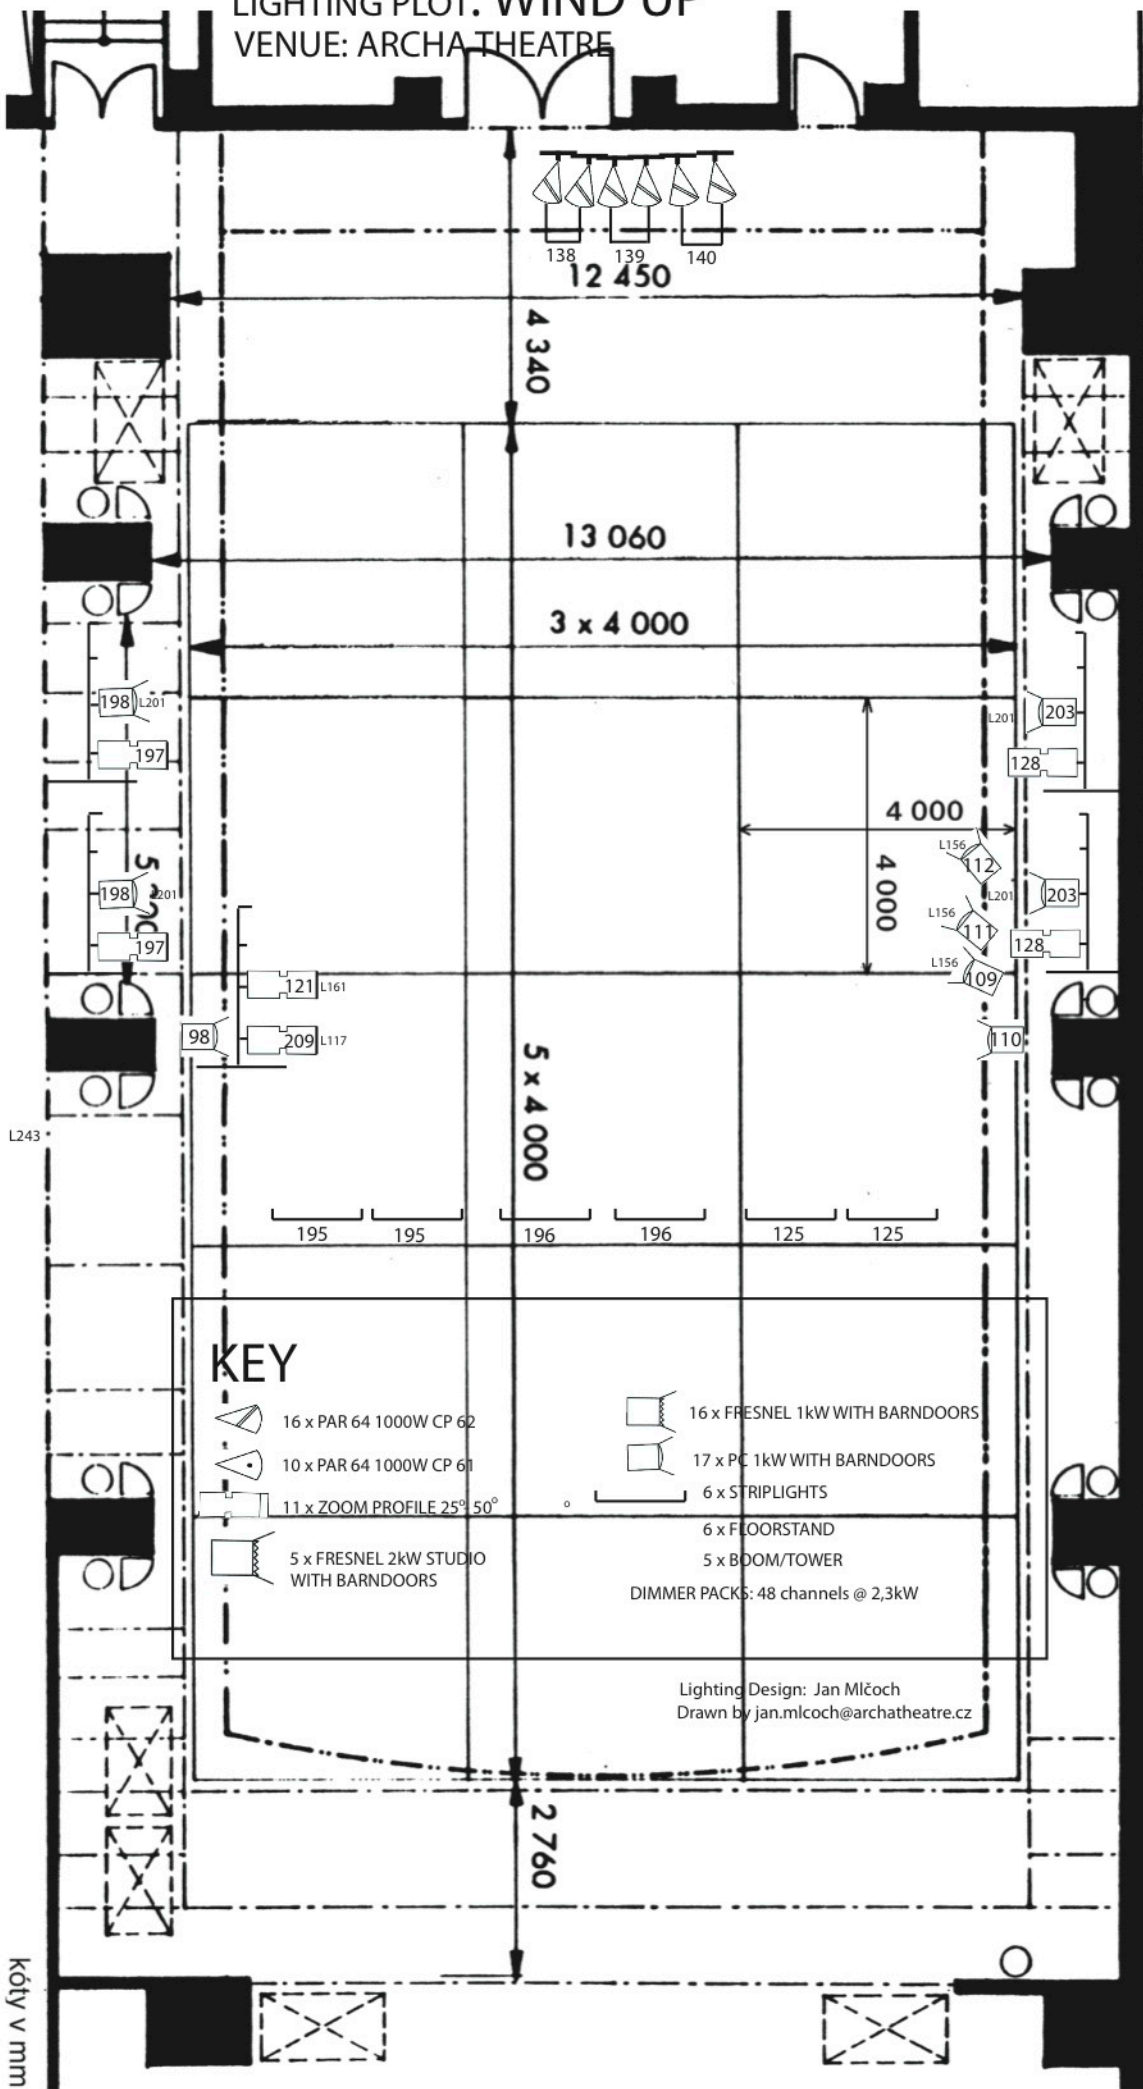 LIGHTING PLOT: WIND UP
VENUE: ARCHA THEATRE
138
139
140
12 450
4 340
13 060
3 x 4 000
198
L201
197
L201
203
128
4 000
4 000
L156
112
198
197
L201
203
L156
111
128
L156
109
121
L161
98
209
L117
110
5 x 4 000
L243
195
195
196
196
125
125
KEY
16 x PAR 64 1000W CP 62
10 x PAR 64 1000W CP 61
11 x ZOOM PROFILE 25° 50°
5 x FRESNEL 2kW STUDIO
WITH BARNDOORS
16 x FRESNEL 1kW WITH BARNDOORS
17 x PC 1kW WITH BARNDOORS
6 x STRIPLIGHTS
6 x FLOORSTAND
5 x BOOM/TOWER
DIMMER PACKS: 48 channels @ 2,3kW
Lighting Design: Jan Mlčoch
Drawn by jan.mlcoch@archatheatre.cz
2 760
kóty v mm